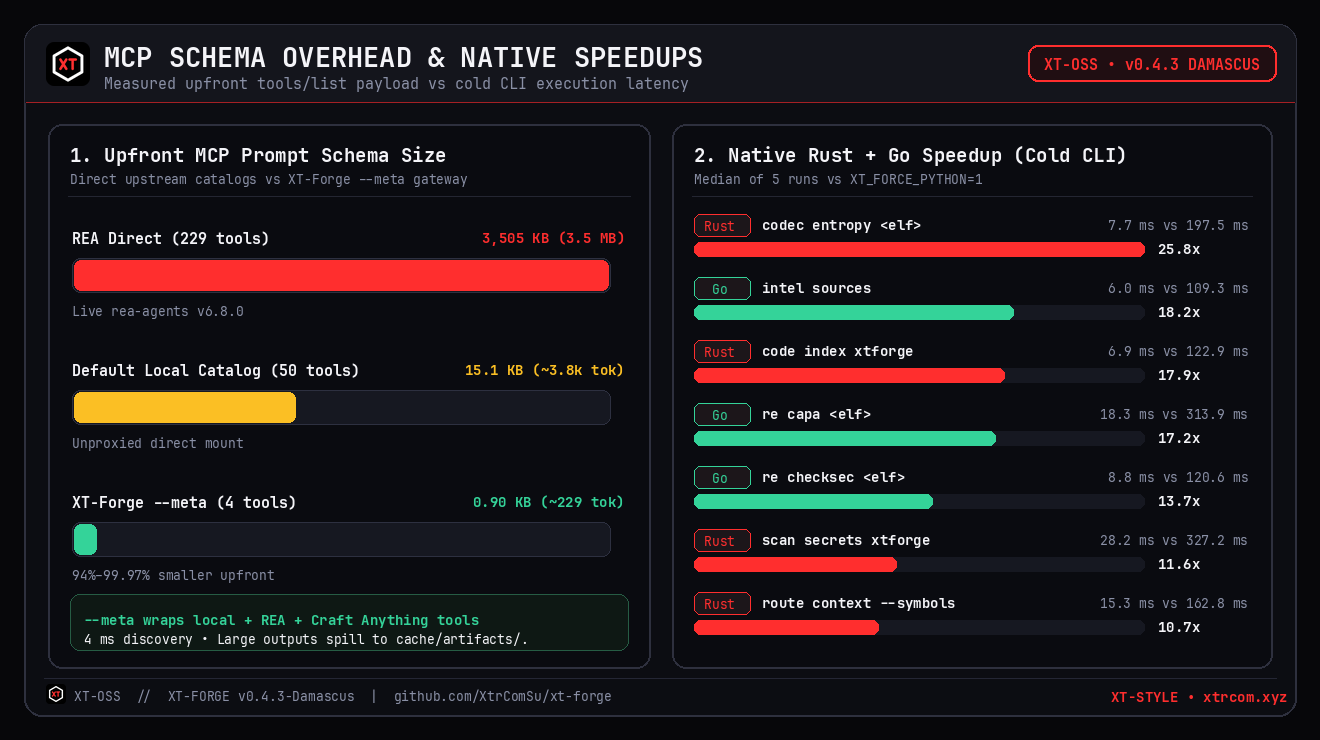 XT
MCP SCHEMA OVERHEAD & NATIVE SPEEDUPS
Measured upfront tools/list payload vs cold CLI execution latency
XT-OSS • v0.4.3 DAMASCUS
1. Upfront MCP Prompt Schema Size
Direct upstream catalogs vs XT-Forge --meta gateway
REA Direct (229 tools)
3,505 KB (3.5 MB)
Live rea-agents v6.8.0
Default Local Catalog (50 tools)
15.1 KB (~3.8k tok)
Unproxied direct mount
XT-Forge --meta (4 tools)
0.90 KB (~229 tok)
94%–99.97% smaller upfront
--meta wraps local + REA + Craft Anything tools
4 ms discovery • Large outputs spill to cache/artifacts/.
2. Native Rust + Go Speedup (Cold CLI)
Median of 5 runs vs XT_FORCE_PYTHON=1
Rust codec entropy <elf> 7.7 ms vs 197.5 ms
25.8x
Go intel sources 6.0 ms vs 109.3 ms
18.2x
Rust code index xtforge 6.9 ms vs 122.9 ms
17.9x
Go re capa <elf> 18.3 ms vs 313.9 ms
17.2x
Go re checksec <elf> 8.8 ms vs 120.6 ms
13.7x
Rust scan secrets xtforge 28.2 ms vs 327.2 ms
11.6x
Rust route context --symbols 15.3 ms vs 162.8 ms
10.7x
XT XT-OSS // XT-FORGE v0.4.3-Damascus | github.com/XtrComSu/xt-forge
XT-STYLE • xtrcom.xyz